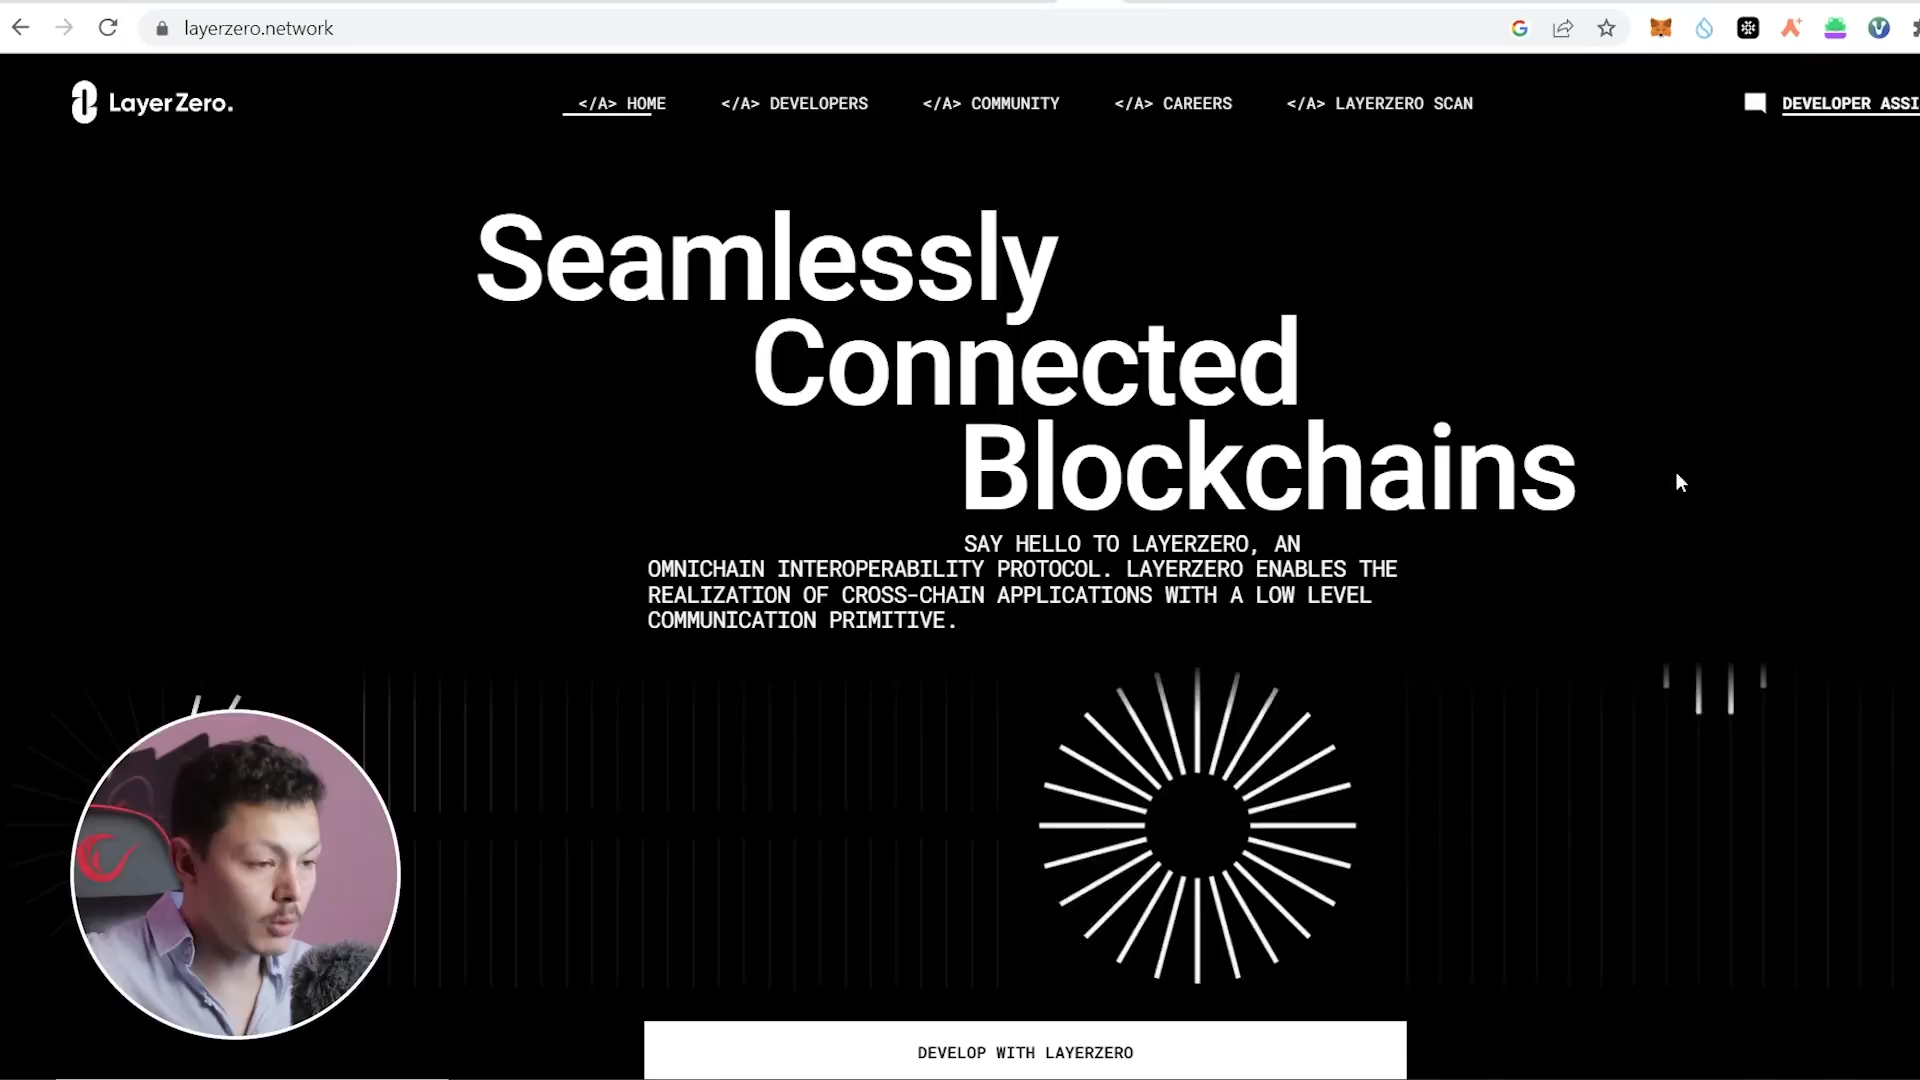 layerzero.network
LayerZero.
</A> HOME
</A> DEVELOPERS
</A> COMMUNITY
</A> CAREERS
</A> LAYERZERO SCAN
DEVELOPER ASSI
Seamlessly
Connected
Blockchains
SAY HELLO TO LAYERZERO, AN
OMNICHAIN INTEROPERABILITY PROTOCOL. LAYERZERO ENABLES THE
REALIZATION OF CROSS-CHAIN APPLICATIONS WITH A LOW LEVEL
COMMUNICATION PRIMITIVE.
DEVELOP WITH LAYERZERO